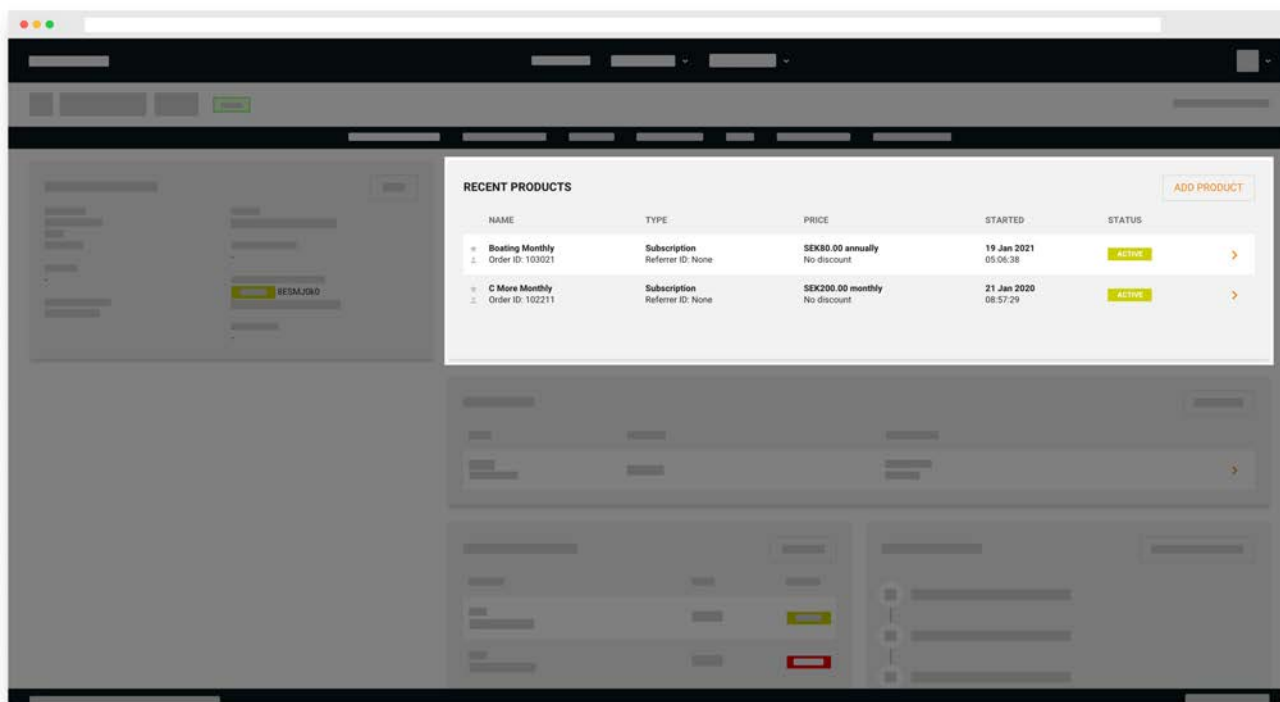 RECENT PRODUCTS
ADD PRODUCT
NAME TYPE PRICE STARTED STATUS
Boating Monthly Subscription SEK80.00 annually 19 Jan 2021 ACTIVE
Order ID: 103021 Referrer ID: None No discount 05:06:38
C More Monthly Subscription SEK200.00 monthly 21 Jan 2020 ACTIVE
Order ID: 102211 Referrer ID: None No discount 08:57:29
8ESMJ0k0